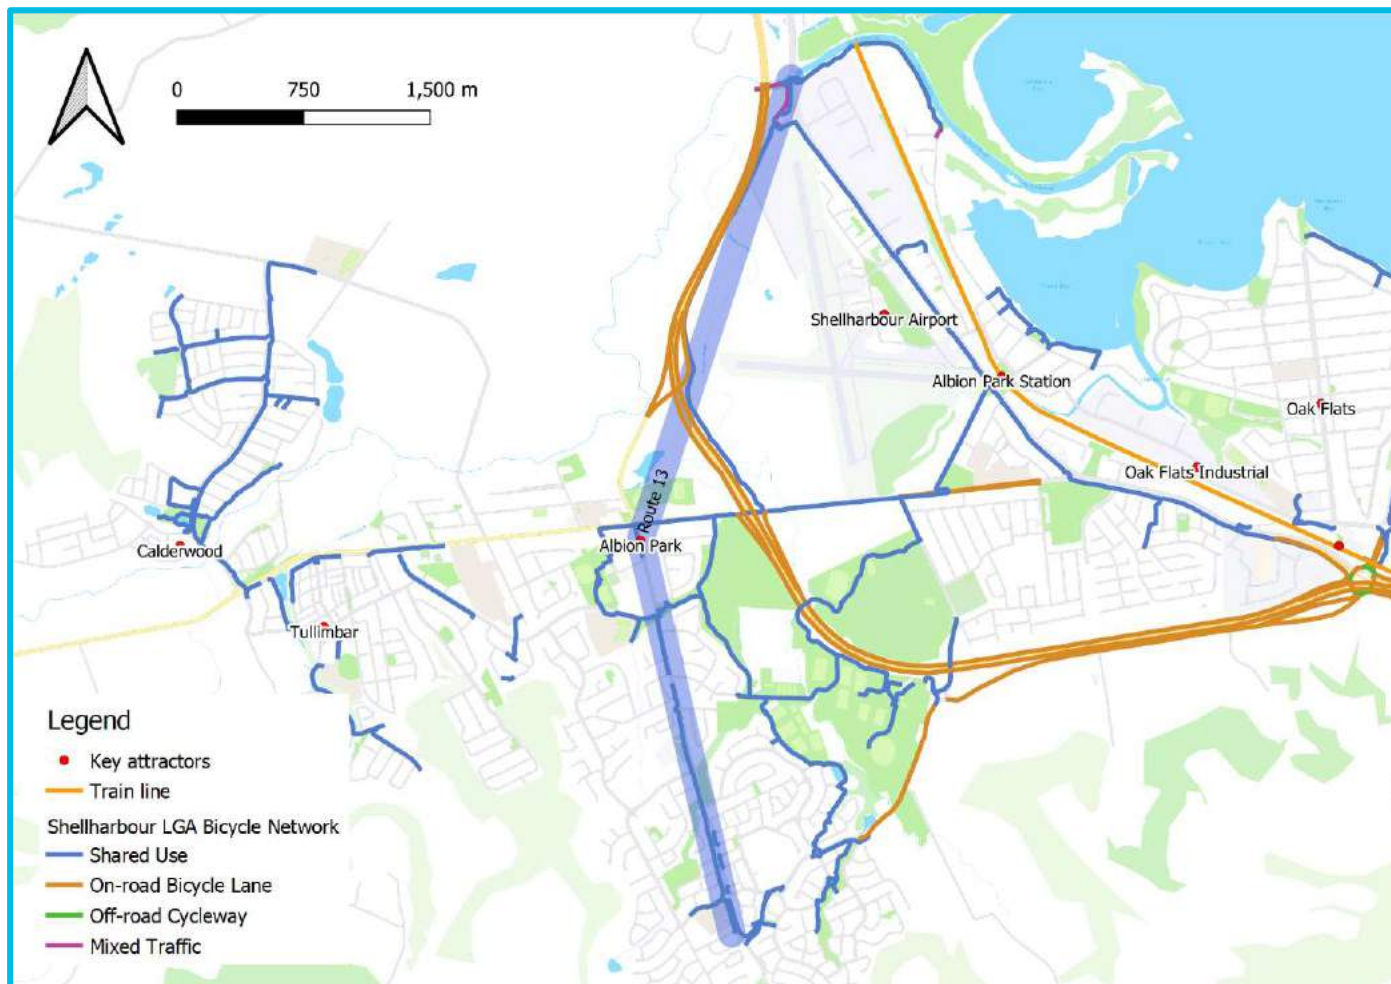 0 750 1,500 m
Shellharbour Airport
Albion Park Station
Oak Flats
Oak Flats Industrial
Route 13
Albion Park
Calderwood
Tullimbar
Legend
Key attractors
Train line
Shellharbour LGA Bicycle Network
Shared Use
On-road Bicycle Lane
Off-road Cycleway
Mixed Traffic